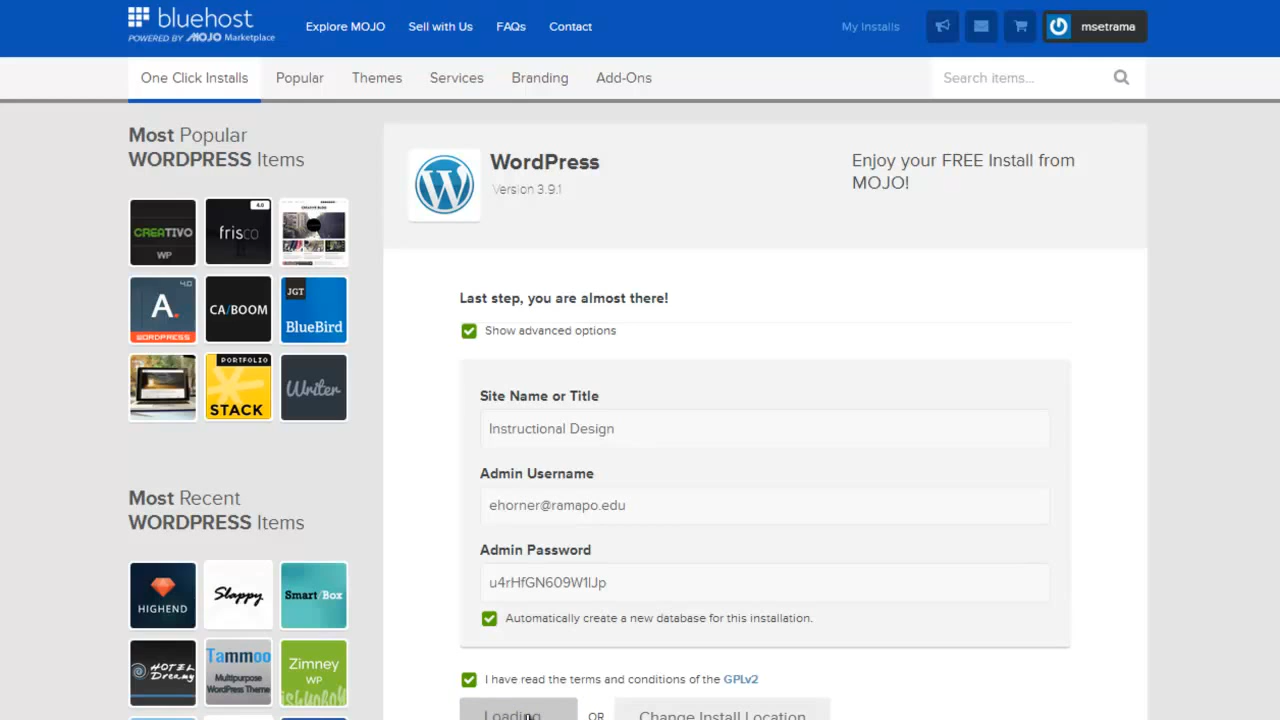 bluehost
POWERED BY MOJO Marketplace
Explore MOJO
Sell with Us
FAQs
Contact
My Installs
msetrama
One Click Installs
Popular
Themes
Services
Branding
Add-Ons
Search items...
Most Popular
WORDPRESS Items
CREATIVO
WP
4.0
frisco
4.0
A.
WORDPRESS
CA/BOOM
JGT
BlueBird
PORTFOLIO
STACK
Writer
Most Recent
WORDPRESS Items
HIGHEND
Slappy
Smart Box
HOTEL
Dreamy
Tammoo
Multipurpose
WordPress Theme
Zimney
WP
WordPress
Version 3.9.1
Enjoy your FREE Install from
MOJO!
Last step, you are almost there!
Show advanced options
Site Name or Title
Instructional Design
Admin Username
ehorner@ramapo.edu
Admin Password
u4rHfGN609W1IJp
Automatically create a new database for this installation.
I have read the terms and conditions of the GPLv2
Loading
OR
Change Install Location